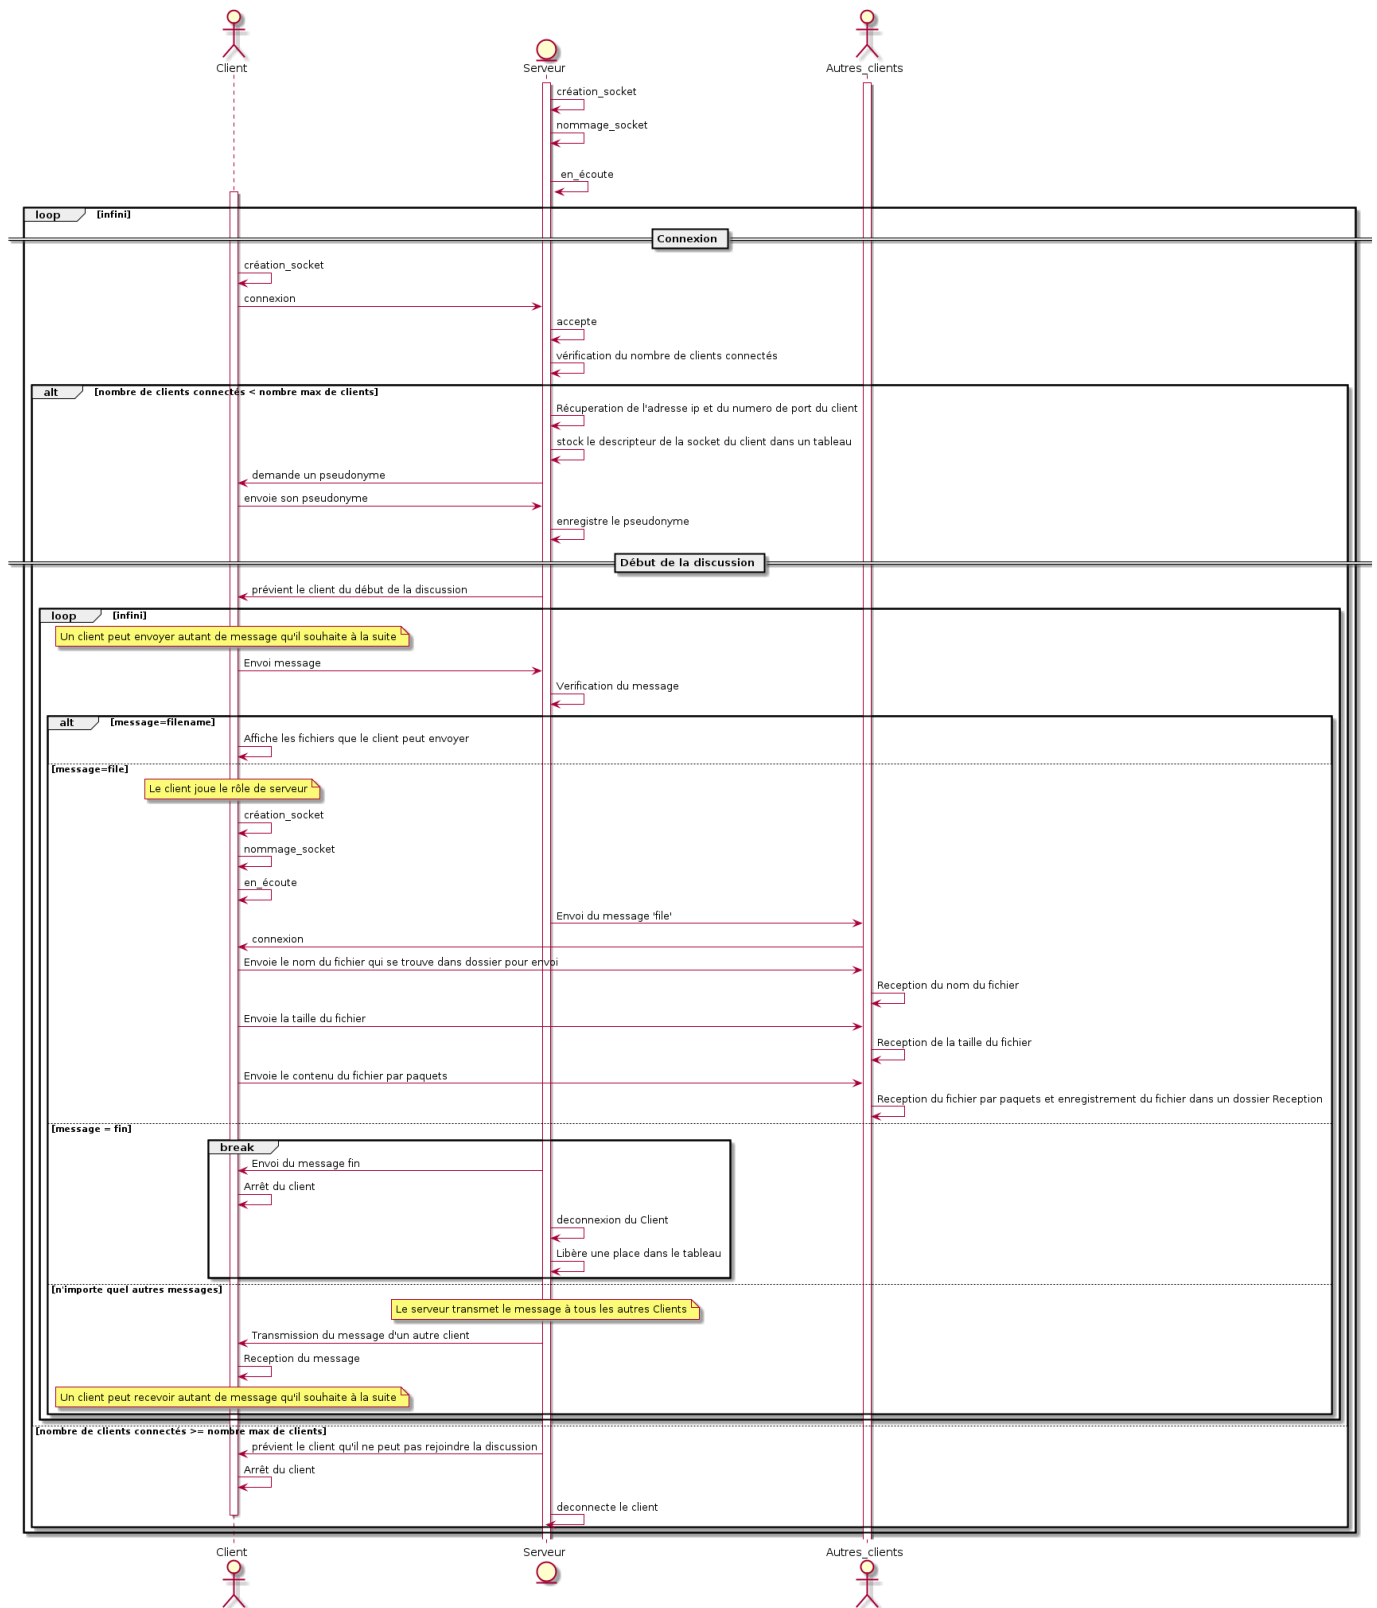 Client
Serveur
Autres_clients
création_socket
nommage_socket
en_écoute
loop [infini]
Connexion
création_socket
connexion
accepte
vérification du nombre de clients connectés
alt [nombre de clients connectés < nombre max de clients]
Récuperation de l'adresse ip et du numero de port du client
stock le descripteur de la socket du client dans un tableau
demande un pseudonyme
envoie son pseudonyme
enregistre le pseudonyme
Début de la discussion
prévient le client du début de la discussion
loop [infini]
Un client peut envoyer autant de message qu'il souhaite à la suite
Envoi message
Verification du message
alt [message=filename]
Affiche les fichiers que le client peut envoyer
[message=file]
Le client joue le rôle de serveur
création_socket
nommage_socket
en_écoute
Envoi du message 'file'
connexion
Envoie le nom du fichier qui se trouve dans dossier pour envoi
Reception du nom du fichier
Envoie la taille du fichier
Reception de la taille du fichier
Envoie le contenu du fichier par paquets
Reception du fichier par paquets et enregistrement du fichier dans un dossier Reception
[message = fin]
break
Envoi du message fin
Arrêt du client
deconnexion du Client
Libère une place dans le tableau
[n'importe quel autres messages]
Le serveur transmet le message à tous les autres Clients
Transmission du message d'un autre client
Reception du message
Un client peut recevoir autant de message qu'il souhaite à la suite
[nombre de clients connectés >= nombre max de clients]
prévient le client qu'il ne peut pas rejoindre la discussion
Arrêt du client
deconnecte le client
Client
Serveur
Autres_clients